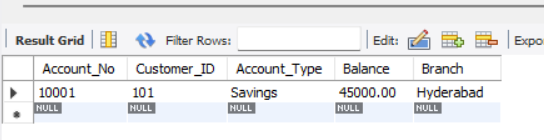 Result Grid Filter Rows: Edit: Expo
Account_No Customer_ID Account_Type Balance Branch
10001 101 Savings 45000.00 Hyderabad
NULL NULL NULL NULL NULL